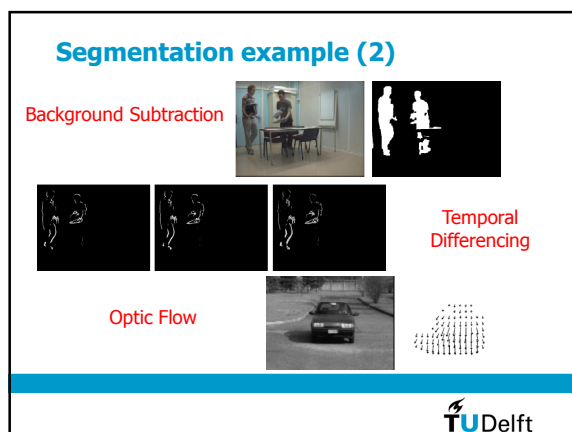 Segmentation example (2)
Background Subtraction
Temporal
Differencing
Optic Flow
TUDelft